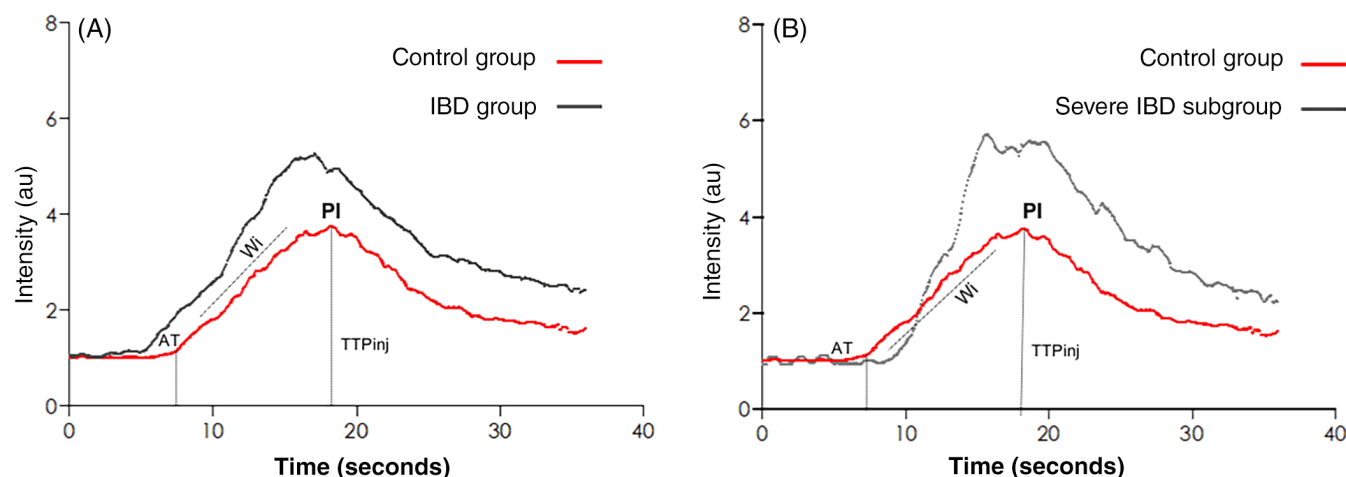 (A)
Control group
IBD group
Intensity (au)
8
6
4
2
0
PI
Wi
AT
TTPinj
0 10 20 30 40
Time (seconds)
(B)
Control group
Severe IBD subgroup
Intensity (au)
8
6
4
2
0
PI
Wi
AT
TTPinj
0 10 20 30 40
Time (seconds)